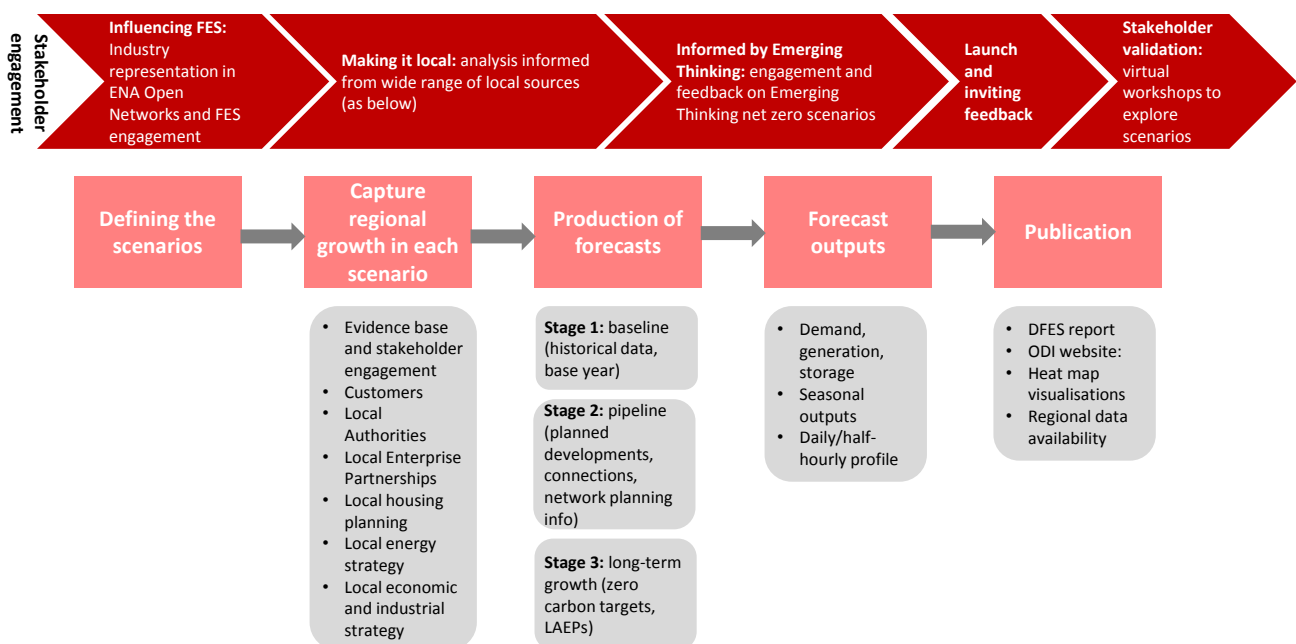 Stakeholder
engagement
Influencing FES:
Industry
representation in
ENA Open
Networks and FES
engagement
Making it local: analysis informed
from wide range of local sources
(as below)
Informed by Emerging
Thinking: engagement and
feedback on Emerging
Thinking net zero scenarios
Launch
and
inviting
feedback
Stakeholder
validation:
virtual
workshops to
explore
scenarios
Defining the
scenarios
Capture
regional
growth in each
scenario
Production of
forecasts
Forecast
outputs
Publication
• Evidence base
and stakeholder
engagement
• Customers
• Local
Authorities
• Local Enterprise
Partnerships
• Local housing
planning
• Local energy
strategy
• Local economic
and industrial
strategy
Stage 1: baseline
(historical data,
base year)
Stage 2: pipeline
(planned
developments,
connections,
network planning
info)
Stage 3: long-term
growth (zero
carbon targets,
LAEPs)
• Demand,
generation,
storage
• Seasonal
outputs
• Daily/half-
hourly profile
• DFES report
• ODI website:
• Heat map
visualisations
• Regional data
availability